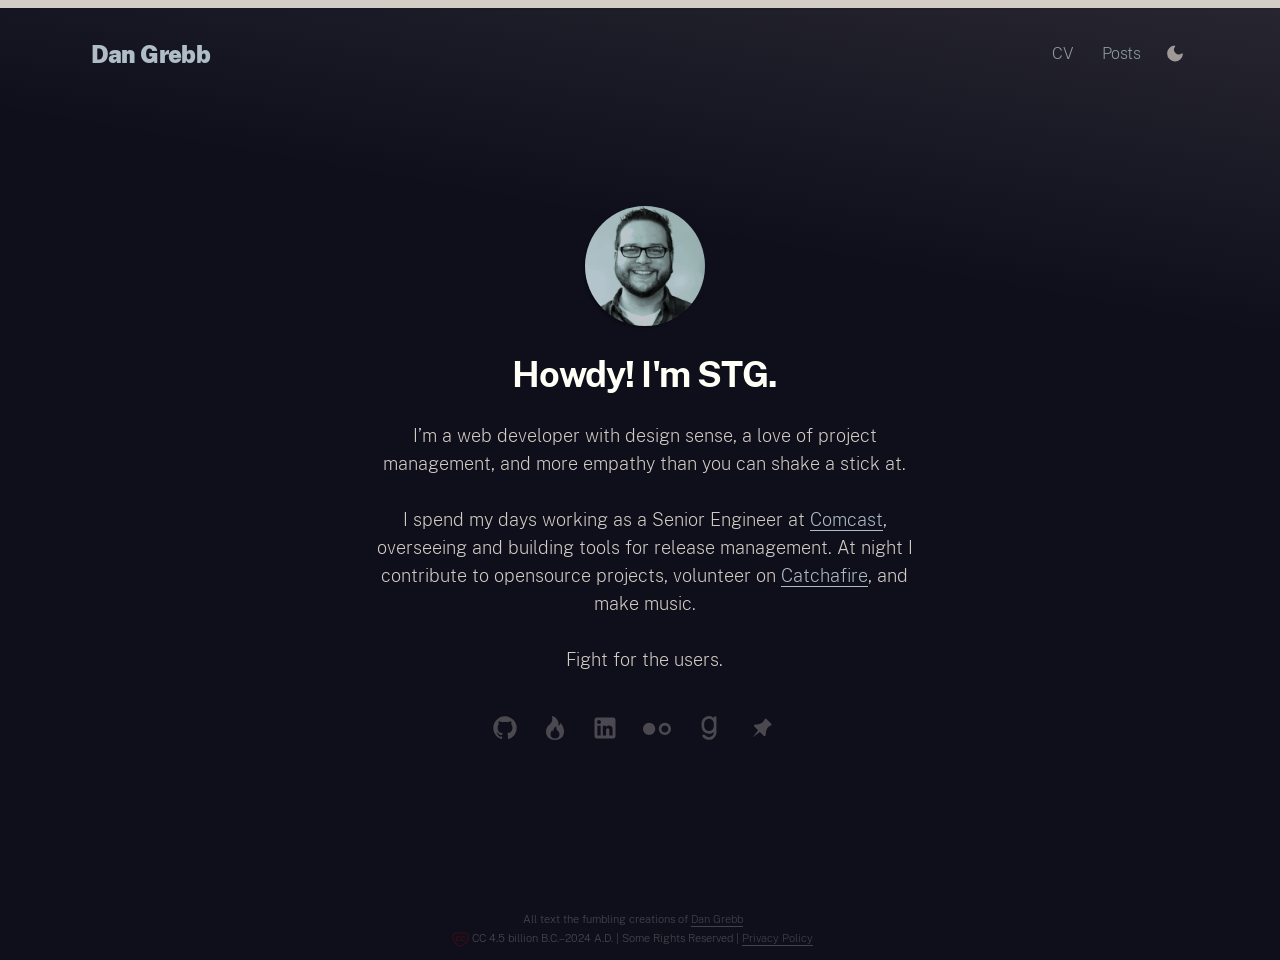 Dan Grebb
CV Posts
Howdy! I'm STG.
I’m a web developer with design sense, a love of project
management, and more empathy than you can shake a stick at.
I spend my days working as a Senior Engineer at Comcast,
overseeing and building tools for release management. At night I
contribute to opensource projects, volunteer on Catchafire, and
make music.
Fight for the users.
All text the fumbling creations of Dan Grebb
CC 4.5 billion B.C.–2024 A.D. | Some Rights Reserved | Privacy Policy